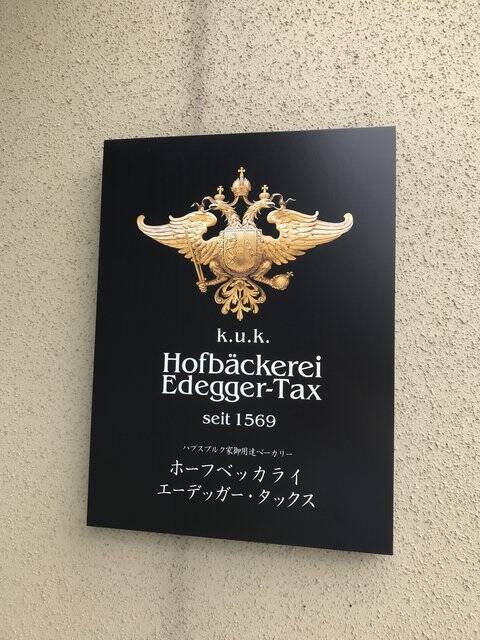 k.u.k.
Hofbäckerei
Edegger-Tax
seit 1569
ハプスブルク家御用達ベーカリー
ホーフベッカライ
エーデッガー・タックス